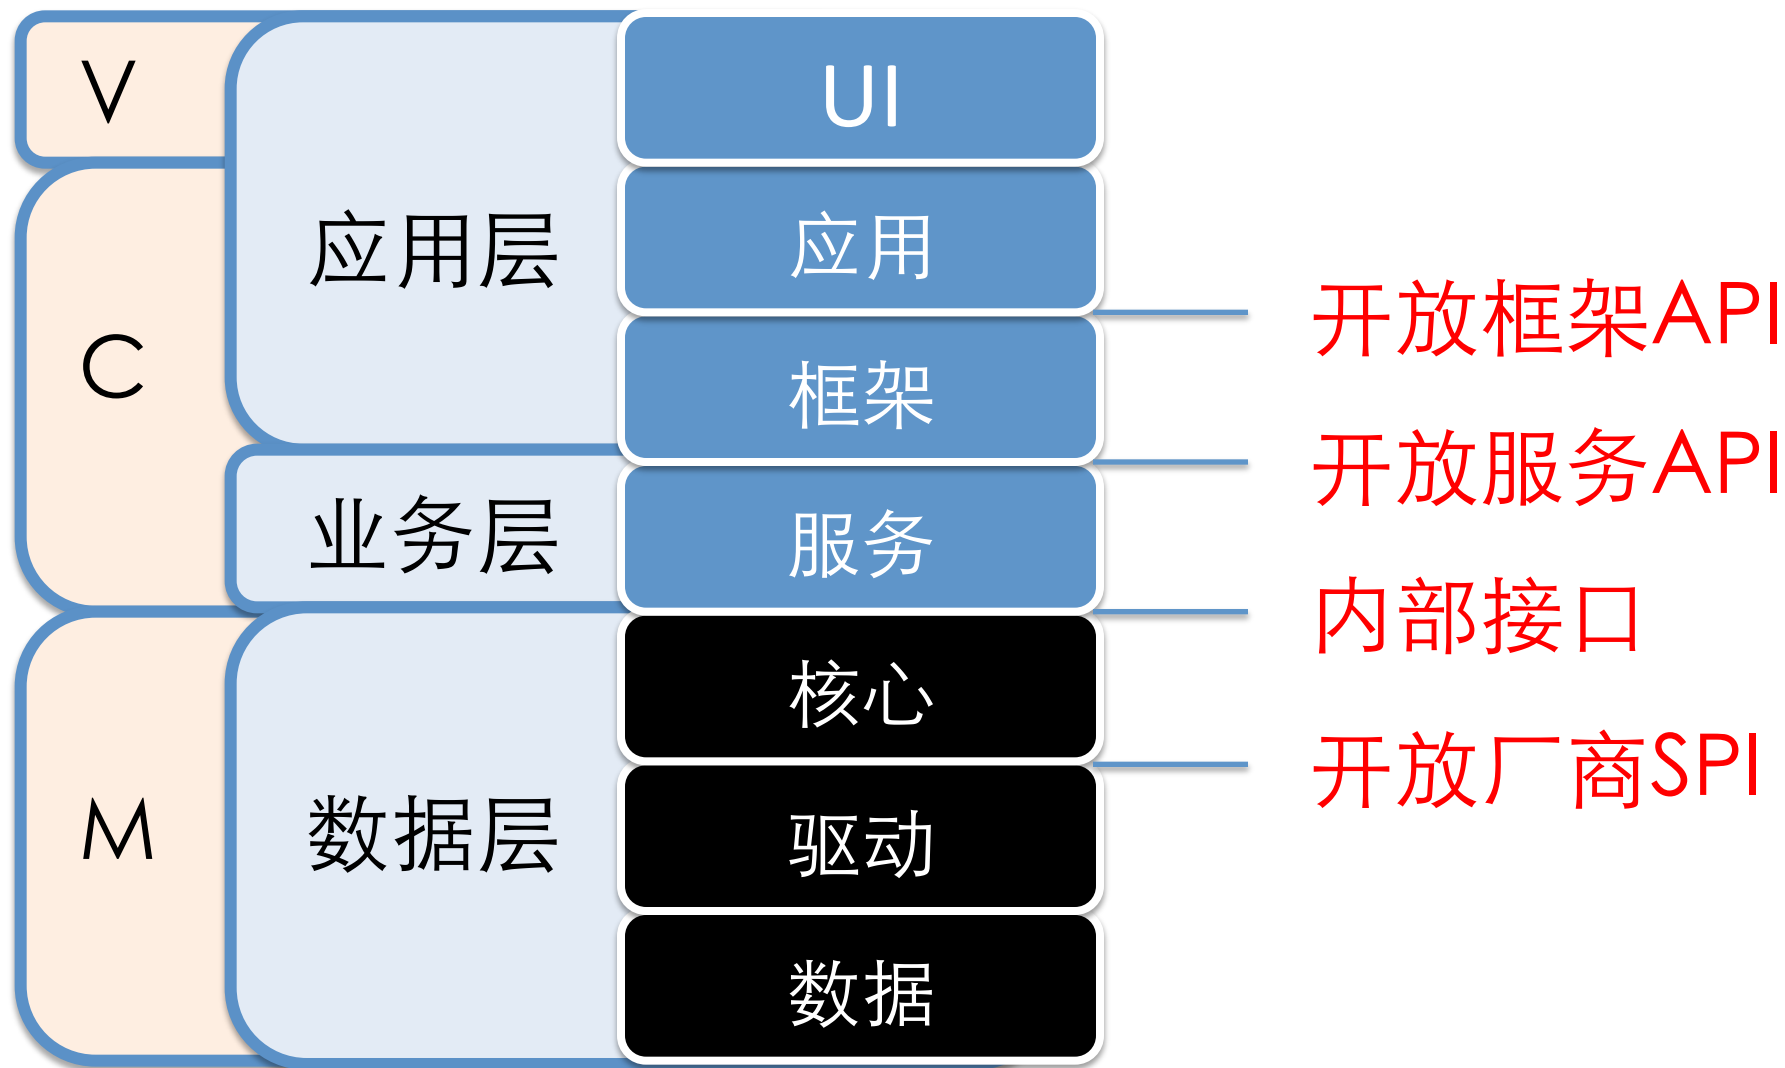 V
C
M
应用层
业务层
数据层
UI
应用
框架
服务
核心
驱动
数据
开放框架API
开放服务API
内部接口
开放厂商SPI